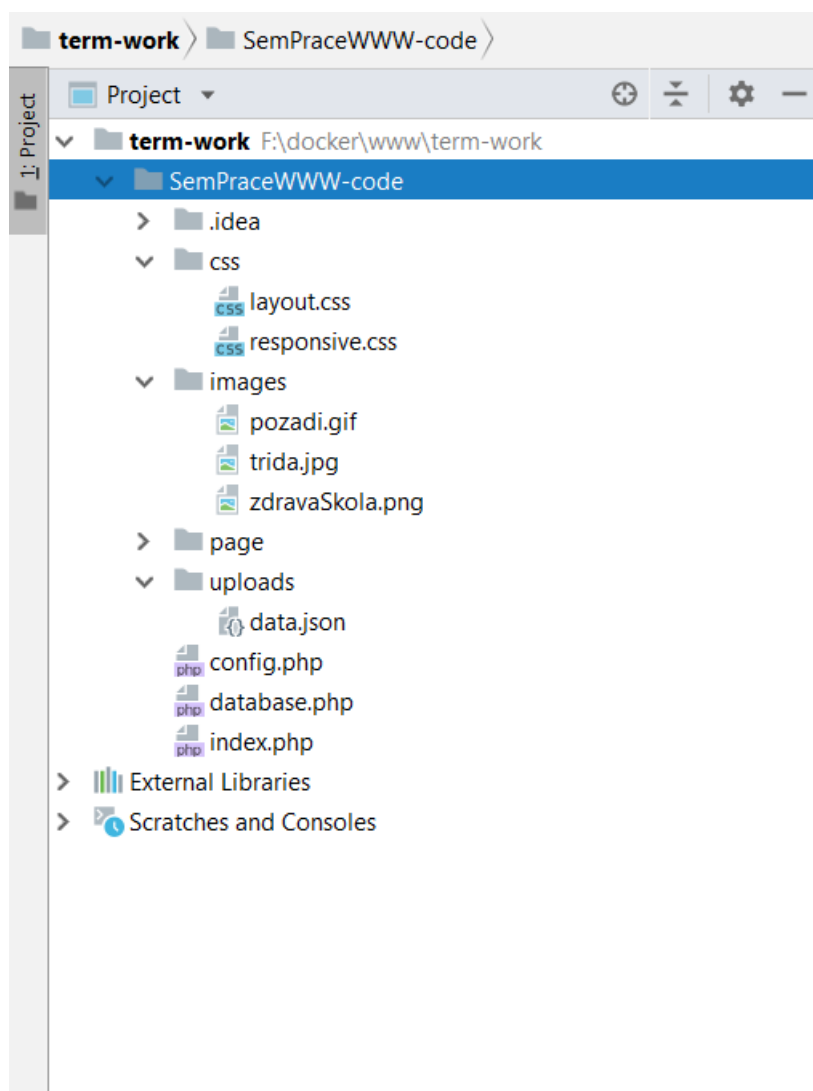 term-work SemPraceWWW-code
1: Project
Project
term-work F:\docker\www\term-work
SemPraceWWW-code
.idea
css
css layout.css
css responsive.css
images
pozadi.gif
trida.jpg
zdravaSkola.png
page
uploads
{} data.json
php config.php
php database.php
php index.php
External Libraries
Scratches and Consoles